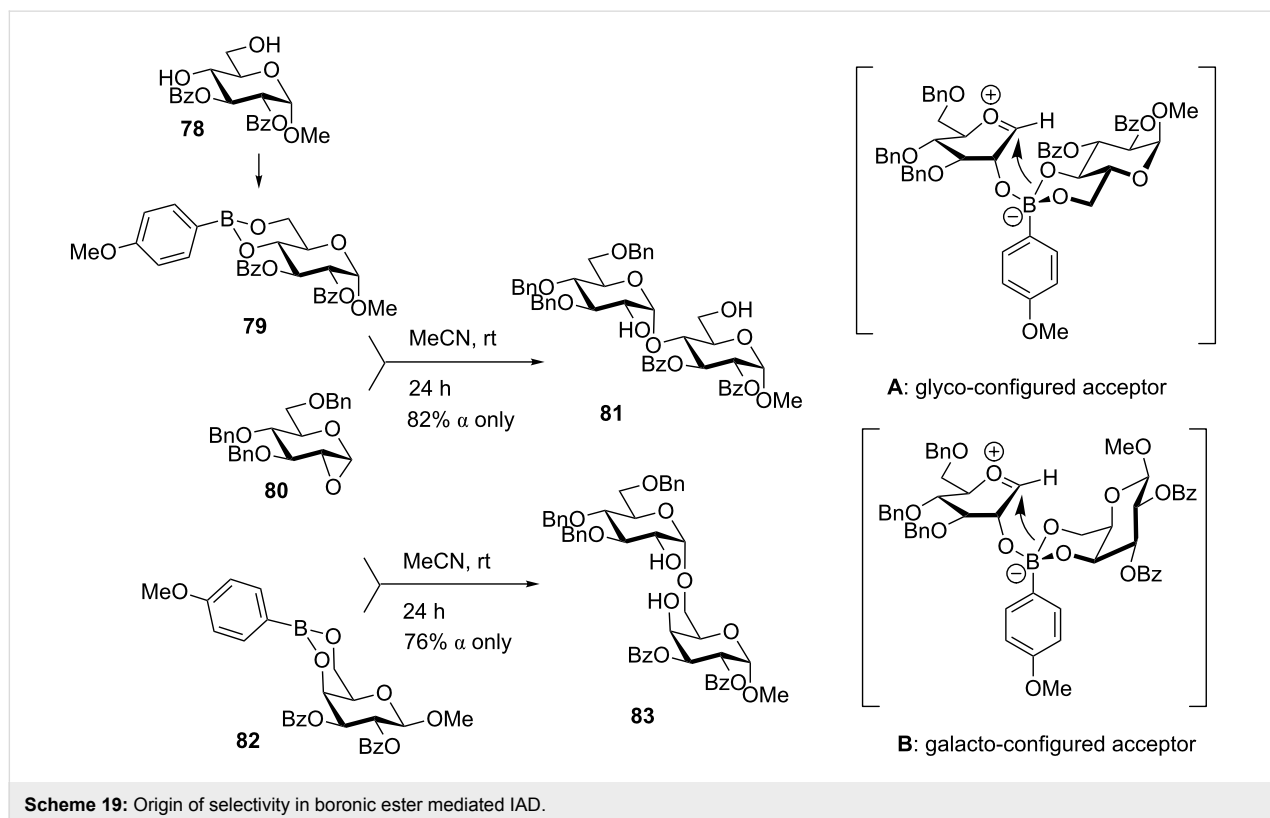 OH
HO
O
BzO
BzO
OMe
78
MeO
B
O
O
O
BzO
BzO
OMe
79
MeCN, rt
24 h
82% α only
OBn
O
BnO
BnO
O
80
OBn
O
BnO
BnO
HO
OH
O
O
BzO
BzO
OMe
81
MeO
B
O
O
O
BzO
OMe
BzO
82
MeCN, rt
24 h
76% α only
OBn
O
BnO
BnO
HO
O
HO
O
BzO
BzO
OMe
83
BnO
+
O
H
BnO
BnO
O
B
−
O
O
BzO
BzO
OMe
O
OMe
A: glyco-configured acceptor
BnO
+
O
H
BnO
BnO
O
B
−
O
O
MeO
O
OBz
OBz
OMe
B: galacto-configured acceptor
Scheme 19: Origin of selectivity in boronic ester mediated IAD.